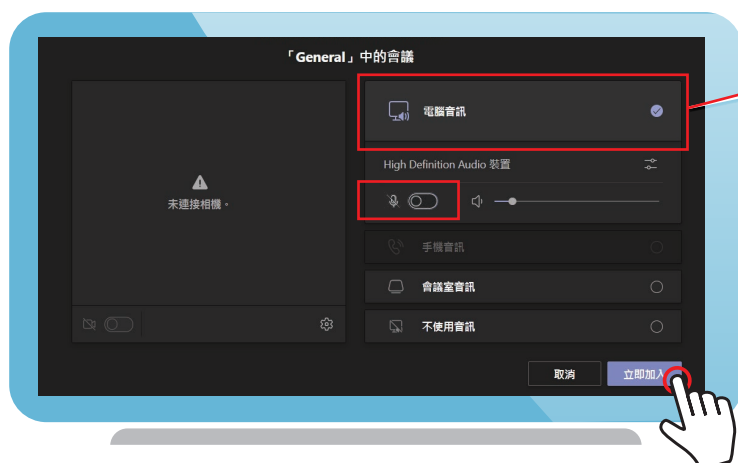 「General」中的會議
電腦音訊
High Definition Audio 裝置
未連接相機。
手機音訊
會議室音訊
不使用音訊
取消
立即加入